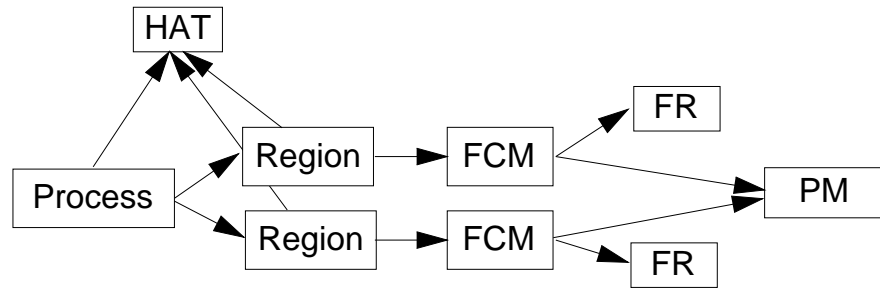 HAT
FR
Region
FCM
Process
PM
Region
FCM
FR